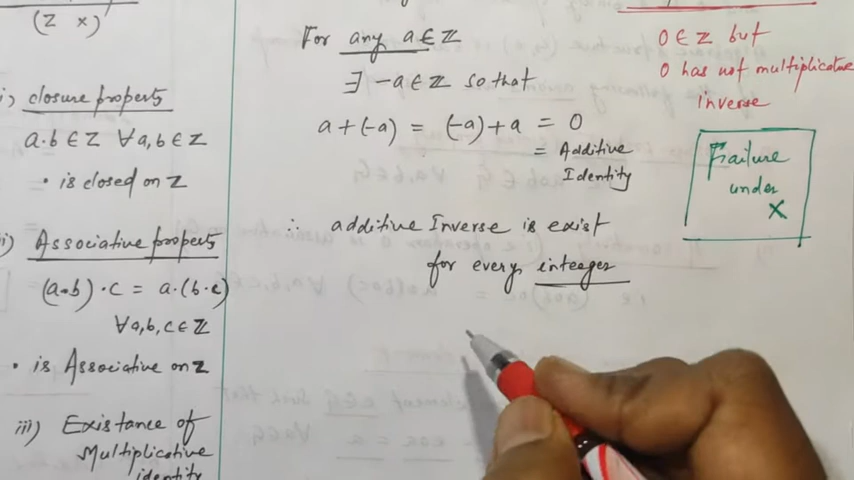 (Z ×)
i) closure property
a.b ∈ Z ∀ a,b ∈ Z
· is closed on Z
ii) Associative property
(a.b).c = a.(b.c)
∀ a,b,c ∈ Z
· is Associative on Z
iii) Existance of
Multiplicative
identity
For any a ∈ Z
∃ -a ∈ Z so that
a+(-a) = (-a)+a = 0
= Additive
Identity
∴ additive Inverse is exist
for every integer
0 ∈ Z but
0 has not multiplicative
inverse
Failure
under
×